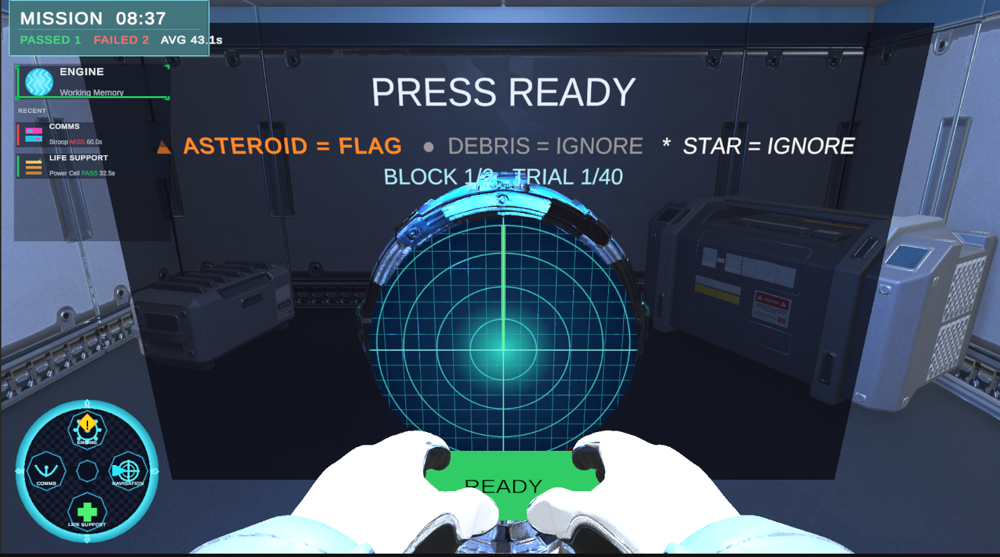 MISSION 08:37
PASSED 1 FAILED 2 AVG 43.1s
ENGINE
Working Memory
RECENT
COMMS
Stroop MISS 60.0s
LIFE SUPPORT
Power Cell PASS 32.5s
PRESS READY
▲ ASTEROID = FLAG ● DEBRIS = IGNORE * STAR = IGNORE
BLOCK 1/2 TRIAL 1/40
CAUTION
READY
N
ENGINE
W
COMMS
NAVIGATION
E
LIFE SUPPORT
S